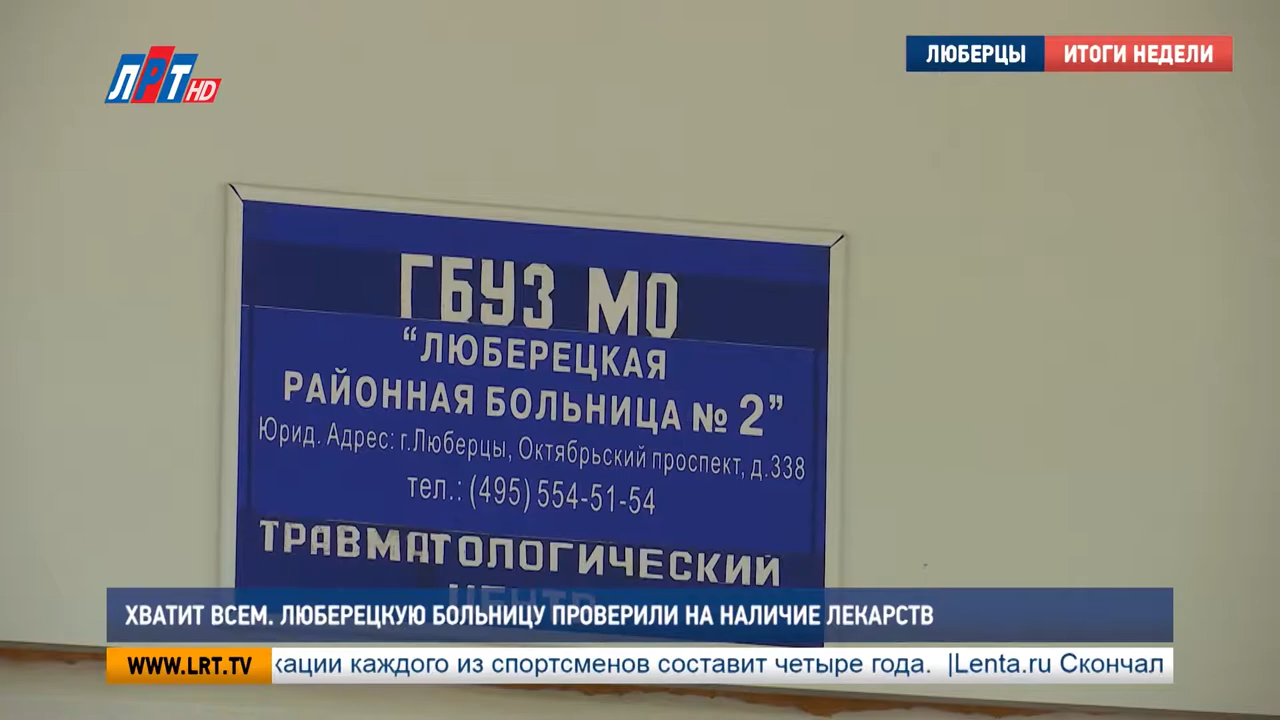 ЛРТ HD
ЛЮБЕРЦЫ ИТОГИ НЕДЕЛИ
ГБУЗ МО
“ЛЮБЕРЕЦКАЯ
РАЙОННАЯ БОЛЬНИЦА № 2”
Юрид. Адрес: г.Люберцы, Октябрьский проспект, д.338
тел.: (495) 554-51-54
ТРАВМАТОЛОГИЧЕСКИЙ
ЦЕНТР
ХВАТИТ ВСЕМ. ЛЮБЕРЕЦКУЮ БОЛЬНИЦУ ПРОВЕРИЛИ НА НАЛИЧИЕ ЛЕКАРСТВ
WWW.LRT.TV кации каждого из спортсменов составит четыре года. |Lenta.ru Скончал